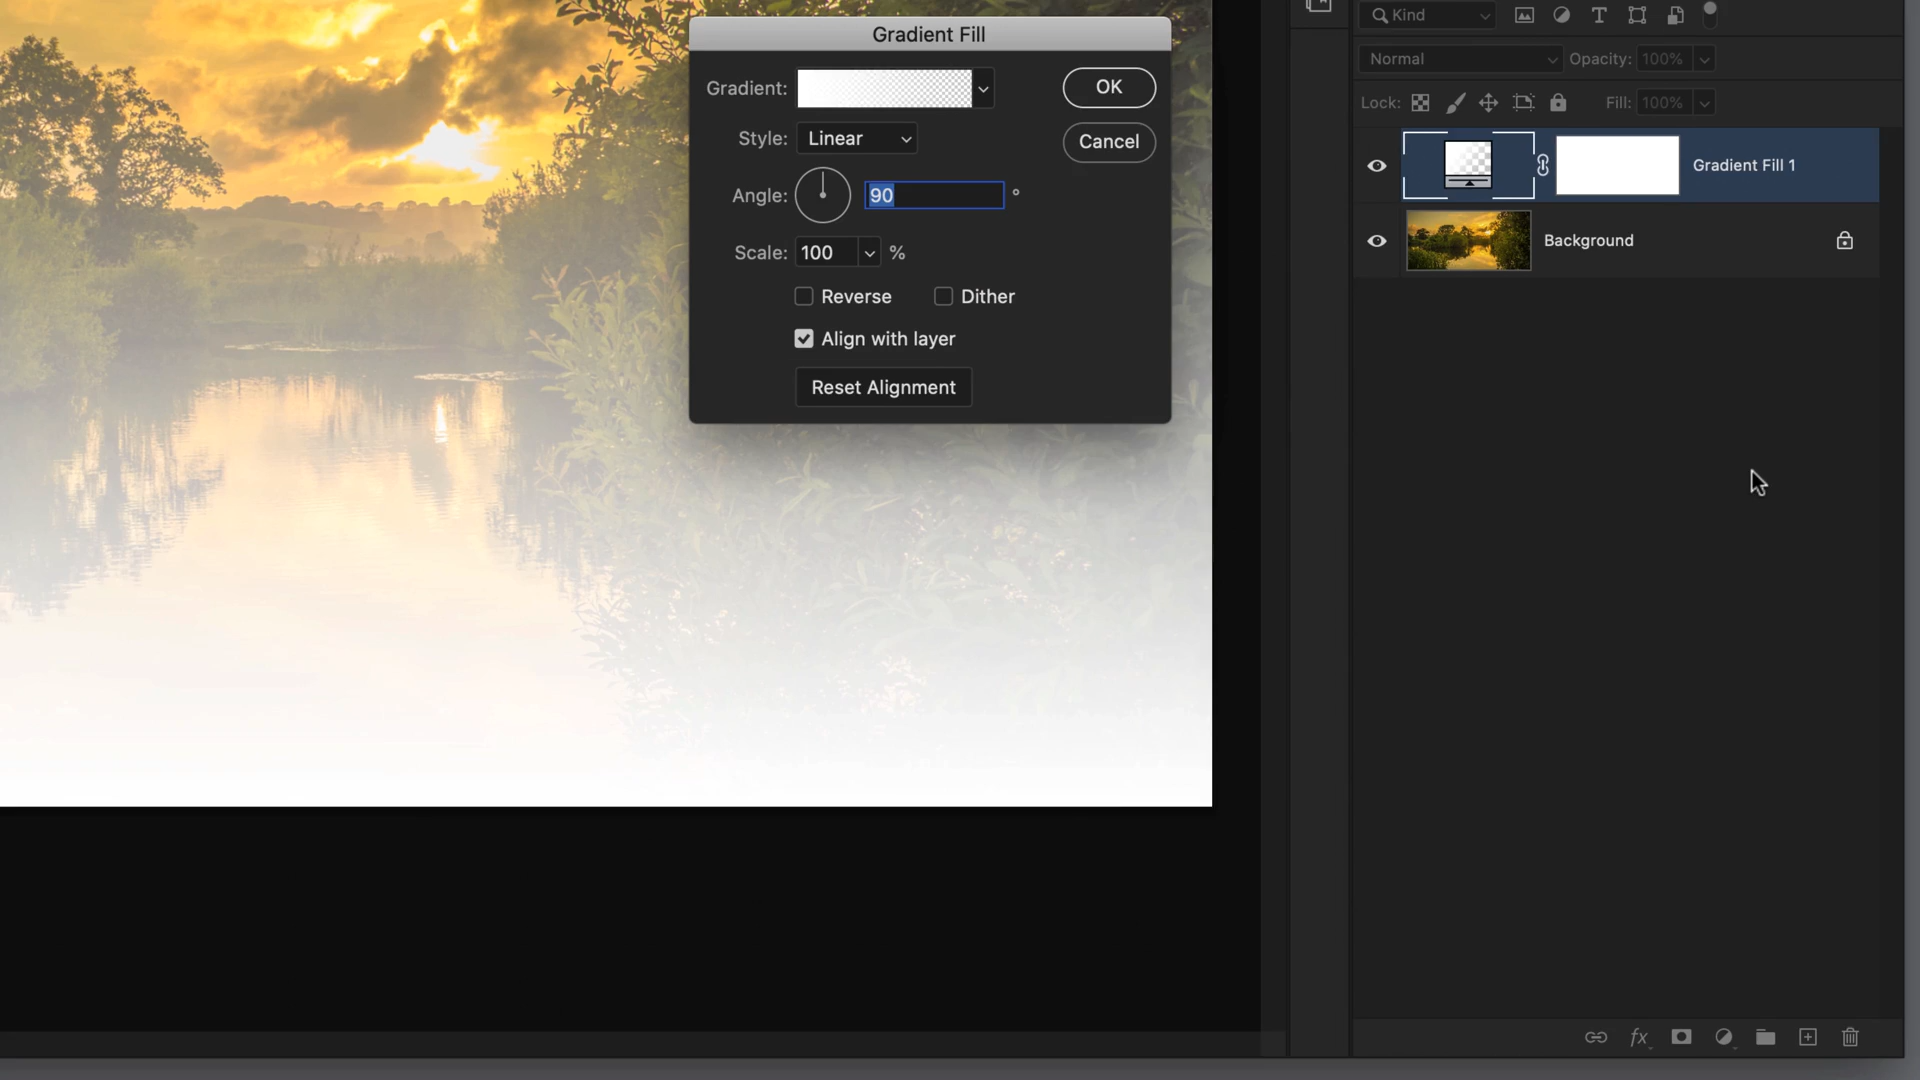 Gradient Fill
Gradient:
OK
Style: Linear
Cancel
Angle: 90 °
Scale: 100 %
Reverse Dither
Align with layer
Reset Alignment
Kind
Normal Opacity: 100%
Lock: Fill: 100%
Gradient Fill 1
Background
fx